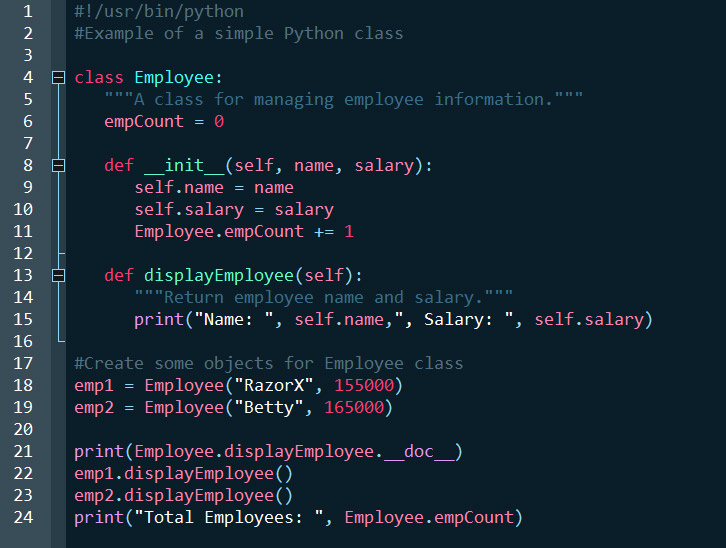 1 #!/usr/bin/python
2 #Example of a simple Python class
3
4 class Employee:
5    """A class for managing employee information."""
6    empCount = 0
7
8    def __init__(self, name, salary):
9       self.name = name
10       self.salary = salary
11       Employee.empCount += 1
12
13    def displayEmployee(self):
14       """Return employee name and salary."""
15       print("Name: ", self.name,", Salary: ", self.salary)
16
17 #Create some objects for Employee class
18 emp1 = Employee("RazorX", 155000)
19 emp2 = Employee("Betty", 165000)
20
21 print(Employee.displayEmployee.__doc__)
22 emp1.displayEmployee()
23 emp2.displayEmployee()
24 print("Total Employees: ", Employee.empCount)